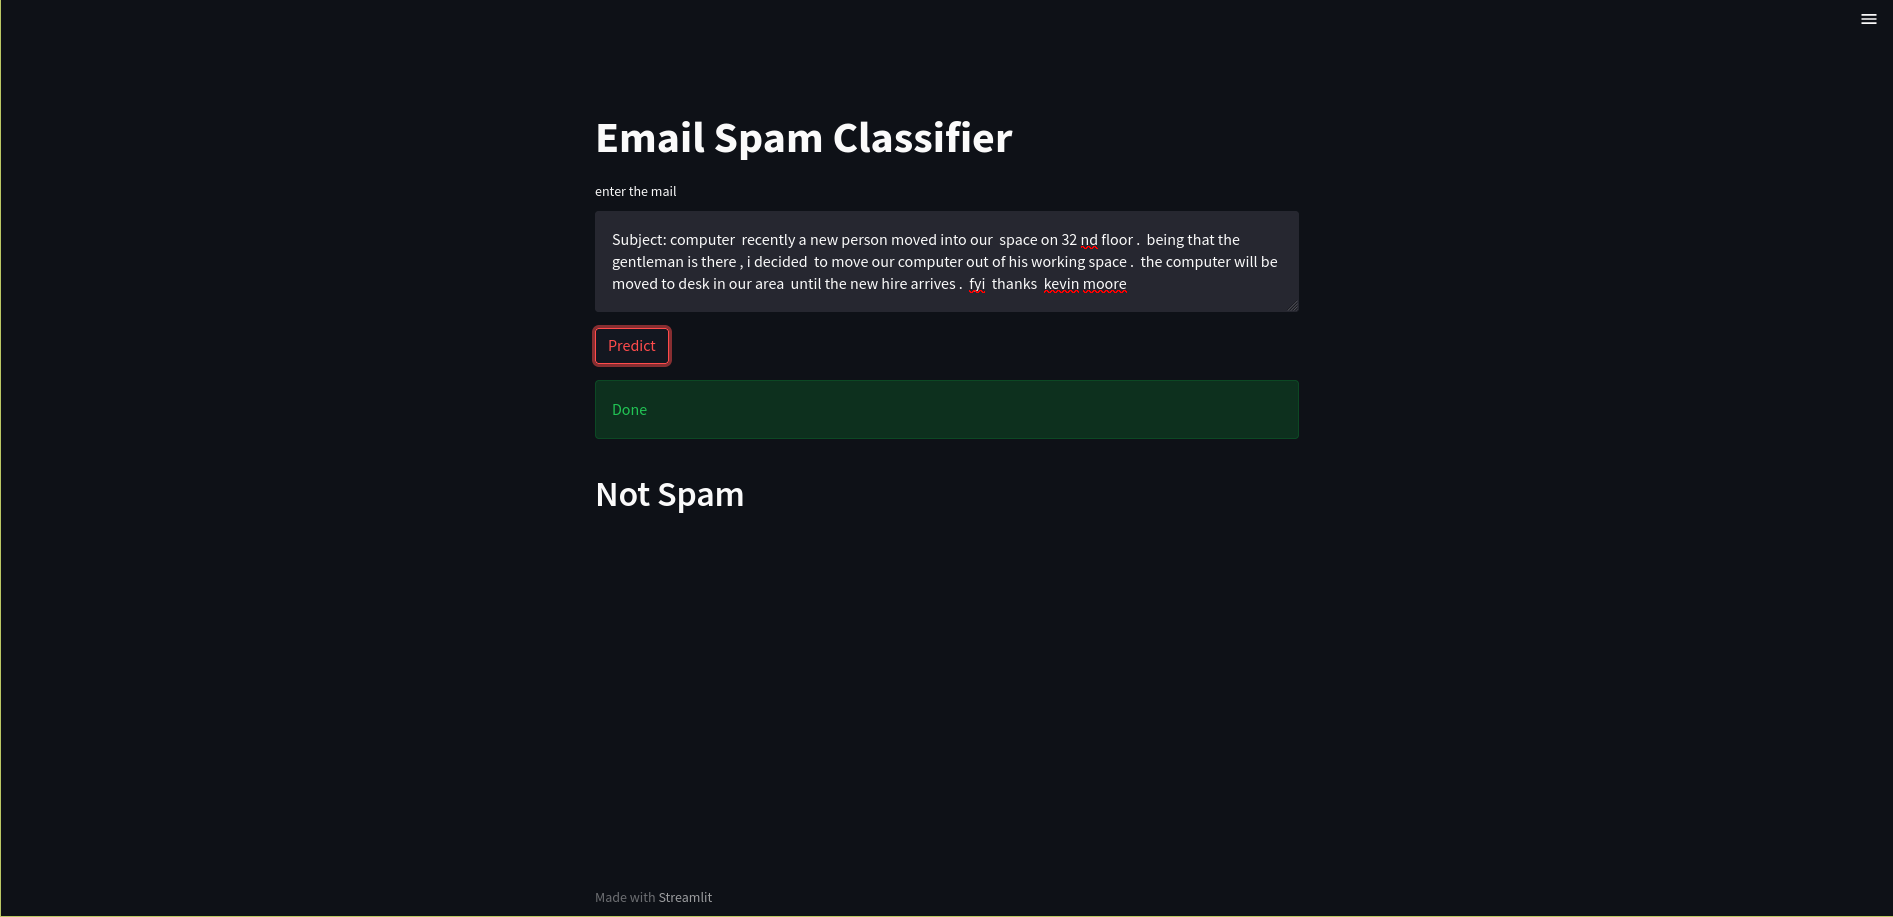 Email Spam Classifier
enter the mail
Subject: computer  recently a new person moved into our  space on 32 nd floor .  being that the
gentleman is there , i decided  to move our computer out of his working space .  the computer will be
moved to desk in our area  until the new hire arrives .  fyi  thanks  kevin moore
Predict
Done
Not Spam
Made with Streamlit